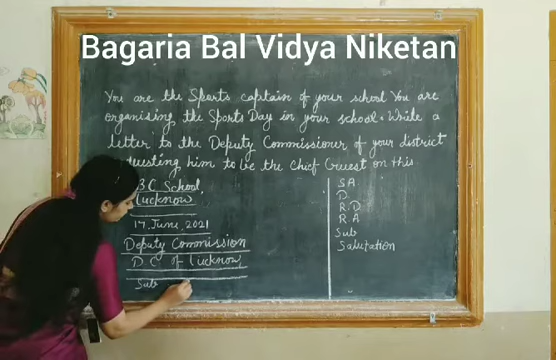 Bagaria Bal Vidya Niketan
You are the Sports captain of your school You are
organising the Sports Day in your school. Write a
letter to the Deputy Commissioner of your district
him to be the Chief Guest on this
BC School
Lucknow
17, June, 2021
Deputy Commission
D. C of Lucknow
Sub
SA
D
R. D
R. A
Sub
Salutation